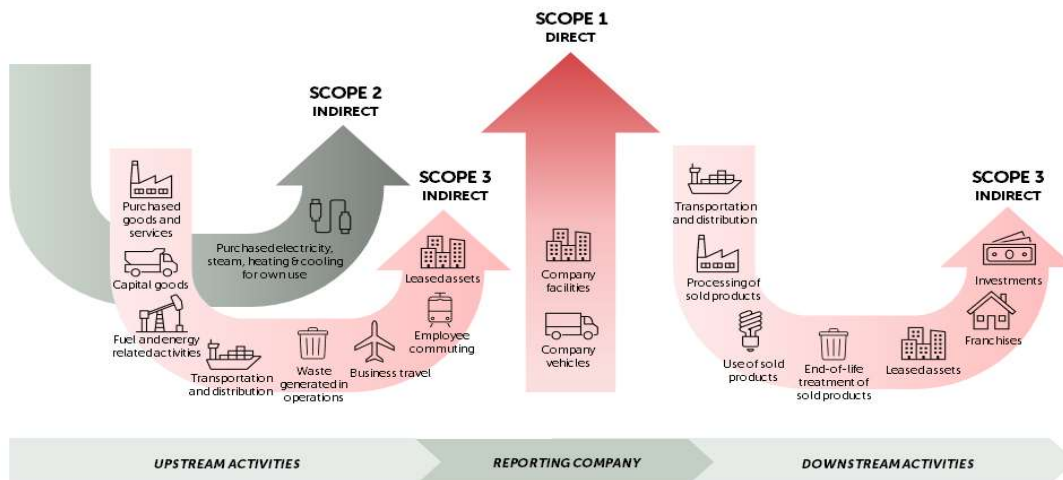 SCOPE 1
DIRECT
SCOPE 2
INDIRECT
SCOPE 3
INDIRECT
SCOPE 3
INDIRECT
Purchased
goods and
services
Capital goods
Fuel and energy
related activities
Transportation
and distribution
Waste
generated in
operations
Business travel
Employee
commuting
Leased assets
Purchased electricity,
steam, heating & cooling
for own use
Company
facilities
Company
vehicles
Transportation
and distribution
Processing of
sold products
Use of sold
products
End-of-life
treatment of
sold products
Leased assets
Franchises
Investments
UPSTREAM ACTIVITIES
REPORTING COMPANY
DOWNSTREAM ACTIVITIES